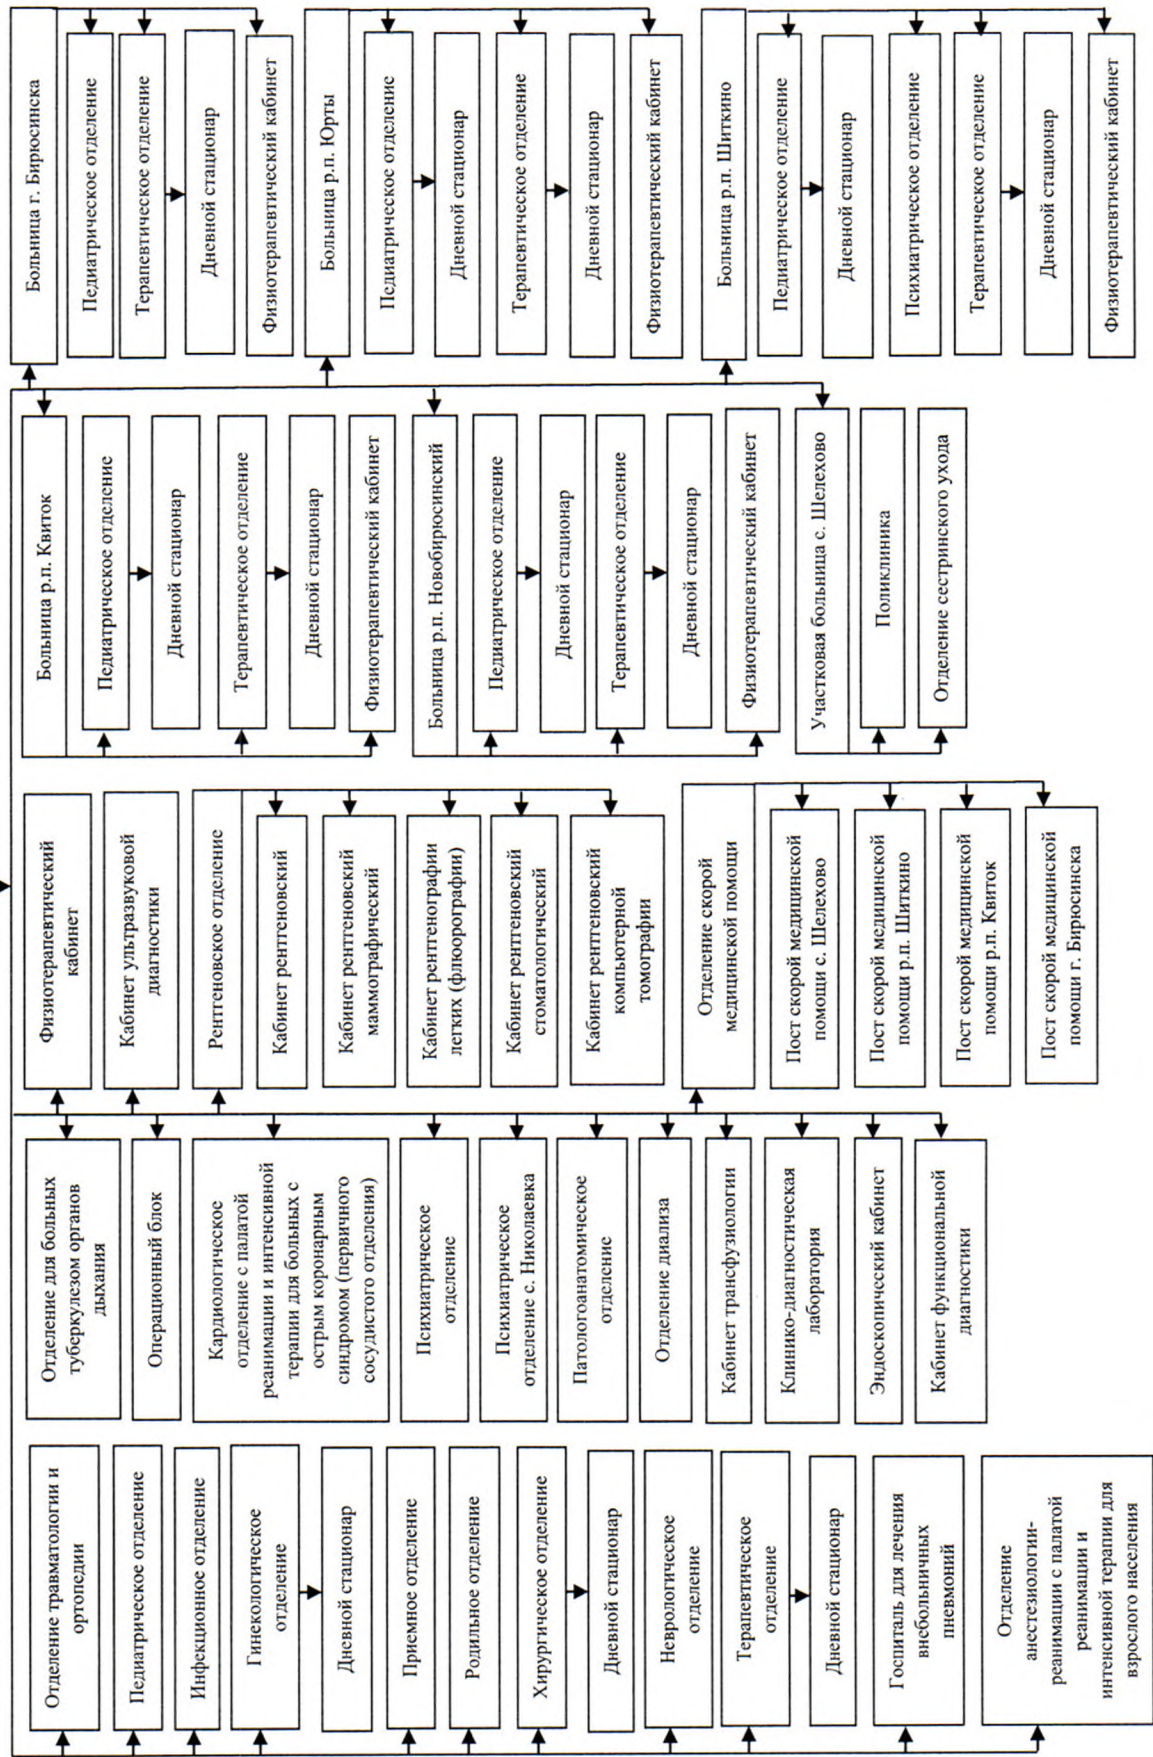 Отделение травматологии и
ортопедии
Педиатрическое отделение
Инфекционное отделение
Гинекологическое
отделение
Дневной стационар
Приемное отделение
Родильное отделение
Хирургическое отделение
Дневной стационар
Неврологическое
отделение
Терапевтическое
отделение
Дневной стационар
Госпиталь для лечения
внебольничных
пневмоний
Отделение
анестезиологии-
реанимации с палатой
реанимации и
интенсивной терапии для
взрослого населения
Отделение для больных
туберкулезом органов
дыхания
Операционный блок
Кардиологическое
отделение с палатой
реанимации и интенсивной
терапии для больных с
острым коронарным
синдромом (первичного
сосудистого отделения)
Психиатрическое
отделение
Психиатрическое
отделение с. Николаевка
Патологоанатомическое
отделение
Отделение диализа
Кабинет трансфузиологии
Клинико-диагностическая
лаборатория
Эндоскопический кабинет
Кабинет функциональной
диагностики
Физиотерапевтический
кабинет
Кабинет ультразвуковой
диагностики
Рентгеновское отделение
Кабинет рентгеновский
Кабинет рентгеновский
маммографический
Кабинет рентгенографии
легких (флюорографии)
Кабинет рентгеновский
стоматологический
Кабинет рентгеновский
компьютерной
томографии
Отделение скорой
медицинской помощи
Пост скорой медицинской
помощи с. Шелехово
Пост скорой медицинской
помощи р.п. Шиткино
Пост скорой медицинской
помощи р.п. Квиток
Пост скорой медицинской
помощи г. Бирюсинска
Больница р.п. Квиток
Педиатрическое отделение
Дневной стационар
Терапевтическое отделение
Дневной стационар
Физиотерапевтический кабинет
Больница р.п. Новобирюсинский
Педиатрическое отделение
Дневной стационар
Терапевтическое отделение
Дневной стационар
Физиотерапевтический кабинет
Участковая больница с. Шелехово
Поликлиника
Отделение сестринского ухода
Больница г. Бирюсинска
Педиатрическое отделение
Терапевтическое отделение
Дневной стационар
Физиотерапевтический кабинет
Больница р.п. Юрты
Педиатрическое отделение
Дневной стационар
Терапевтическое отделение
Дневной стационар
Физиотерапевтический кабинет
Больница р.п. Шиткино
Педиатрическое отделение
Дневной стационар
Психиатрическое отделение
Терапевтическое отделение
Дневной стационар
Физиотерапевтический кабинет